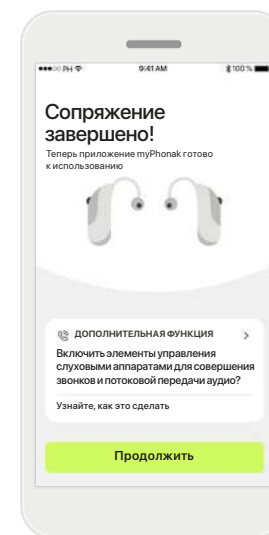 PH
9:41 AM
100 %
Сопряжение
завершено!
Теперь приложение myPhonak готово
к использованию
ДОПОЛНИТЕЛЬНАЯ ФУНКЦИЯ
Включить элементы управления
слуховыми аппаратами для совершения
звонков и потоковой передачи аудио?
Узнайте, как это сделать
Продолжить